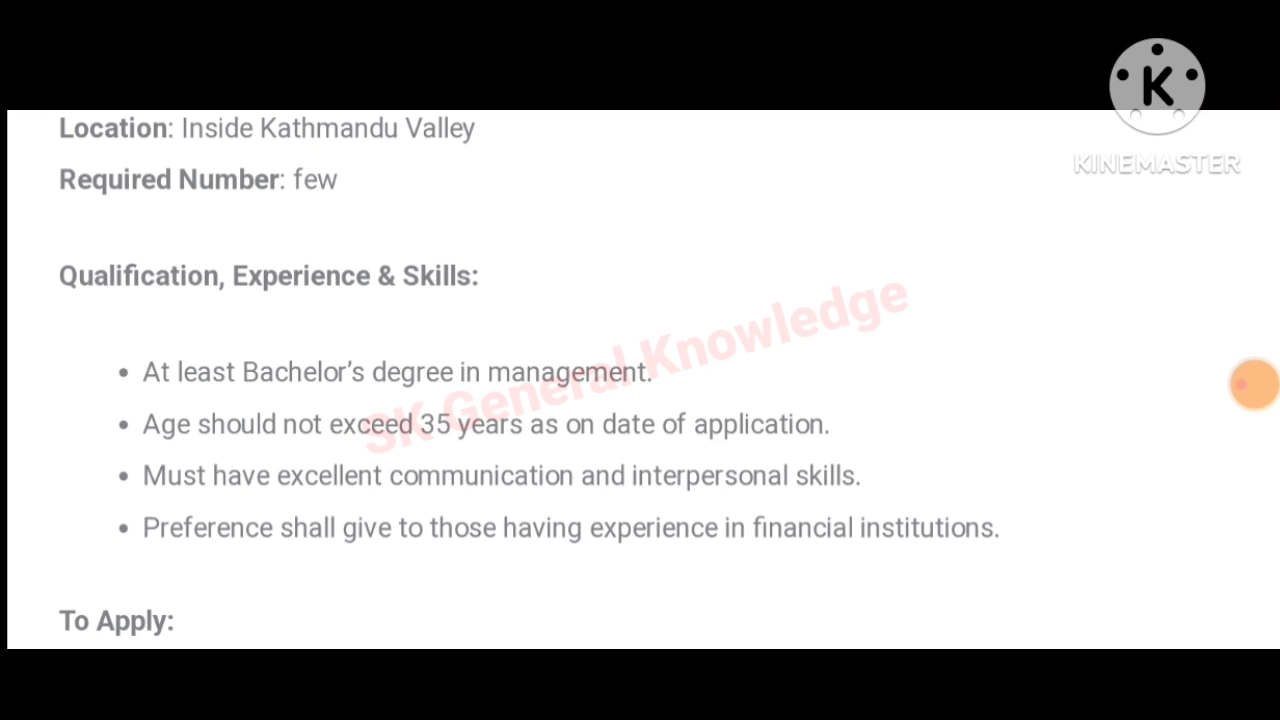 K
KINEMASTER
Location: Inside Kathmandu Valley
Required Number: few
Qualification, Experience & Skills:
SK General Knowledge
• At least Bachelor’s degree in management.
• Age should not exceed 35 years as on date of application.
• Must have excellent communication and interpersonal skills.
• Preference shall give to those having experience in financial institutions.
To Apply: